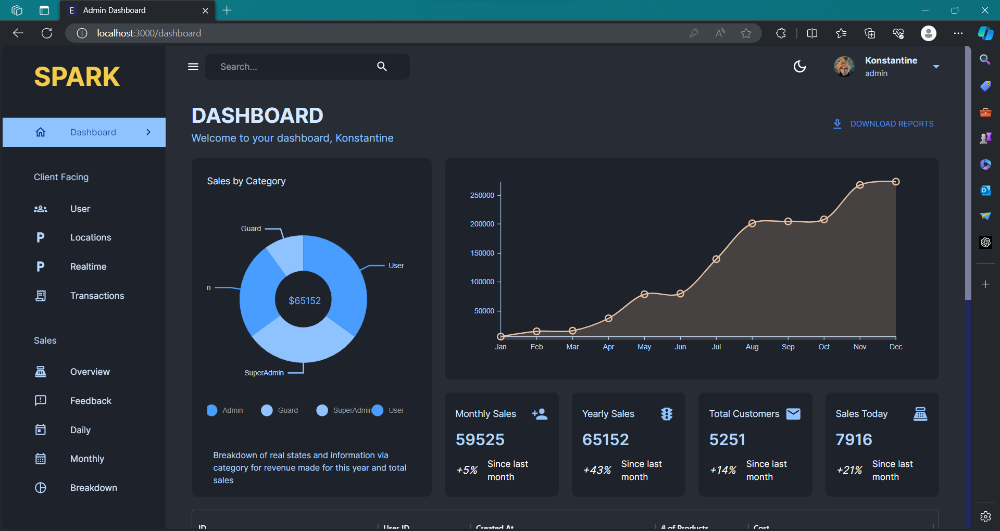 E Admin Dashboard
localhost:3000/dashboard
SPARK
Search...
Konstantine
admin
Dashboard
DASHBOARD
Welcome to your dashboard, Konstantine
DOWNLOAD REPORTS
Client Facing
User
P Locations
P Realtime
Transactions
Sales
Overview
Feedback
Daily
Monthly
Breakdown
Sales by Category
Guard
User
n
$65152
SuperAdmin
Admin Guard SuperAdmin User
Breakdown of real states and information via
category for revenue made for this year and total
sales
250000
200000
150000
100000
50000
Jan Feb Mar Apr May Jun Jul Aug Sep Oct Nov Dec
Monthly Sales
59525
+5% Since last
month
Yearly Sales
65152
+43% Since last
month
Total Customers
5251
+14% Since last
month
Sales Today
7916
+21% Since last
month
ID User ID Created At # of Products Cost